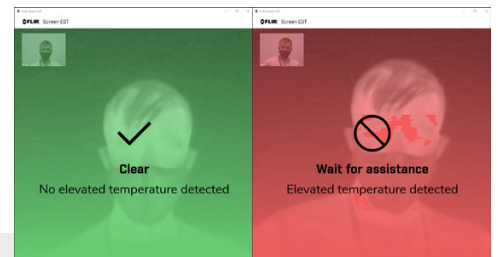 FLIR Screen EST
Clear
No elevated temperature detected
FLIR Screen EST
Wait for assistance
Elevated temperature detected